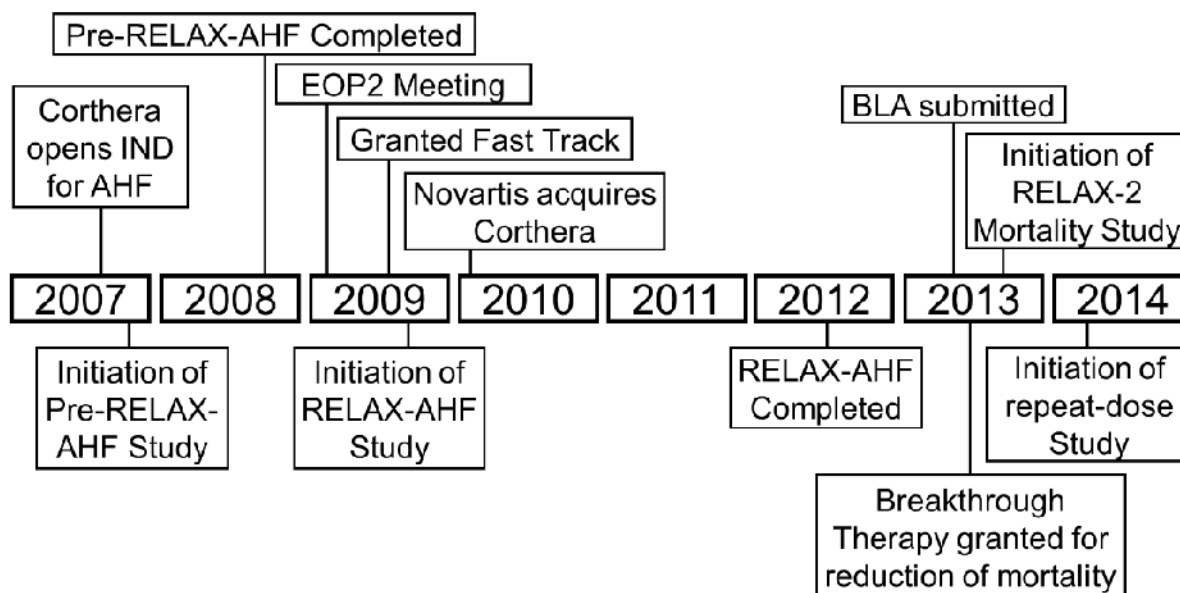 Pre-RELAX-AHF Completed
EOP2 Meeting
Corthera
opens IND
for AHF
Granted Fast Track
Novartis acquires
Corthera
BLA submitted
Initiation of
RELAX-2
Mortality Study
2007
2008
2009
2010
2011
2012
2013
2014
Initiation of
Pre-RELAX-
AHF Study
Initiation of
RELAX-AHF
Study
RELAX-AHF
Completed
Initiation of
repeat-dose
Study
Breakthrough
Therapy granted for
reduction of mortality